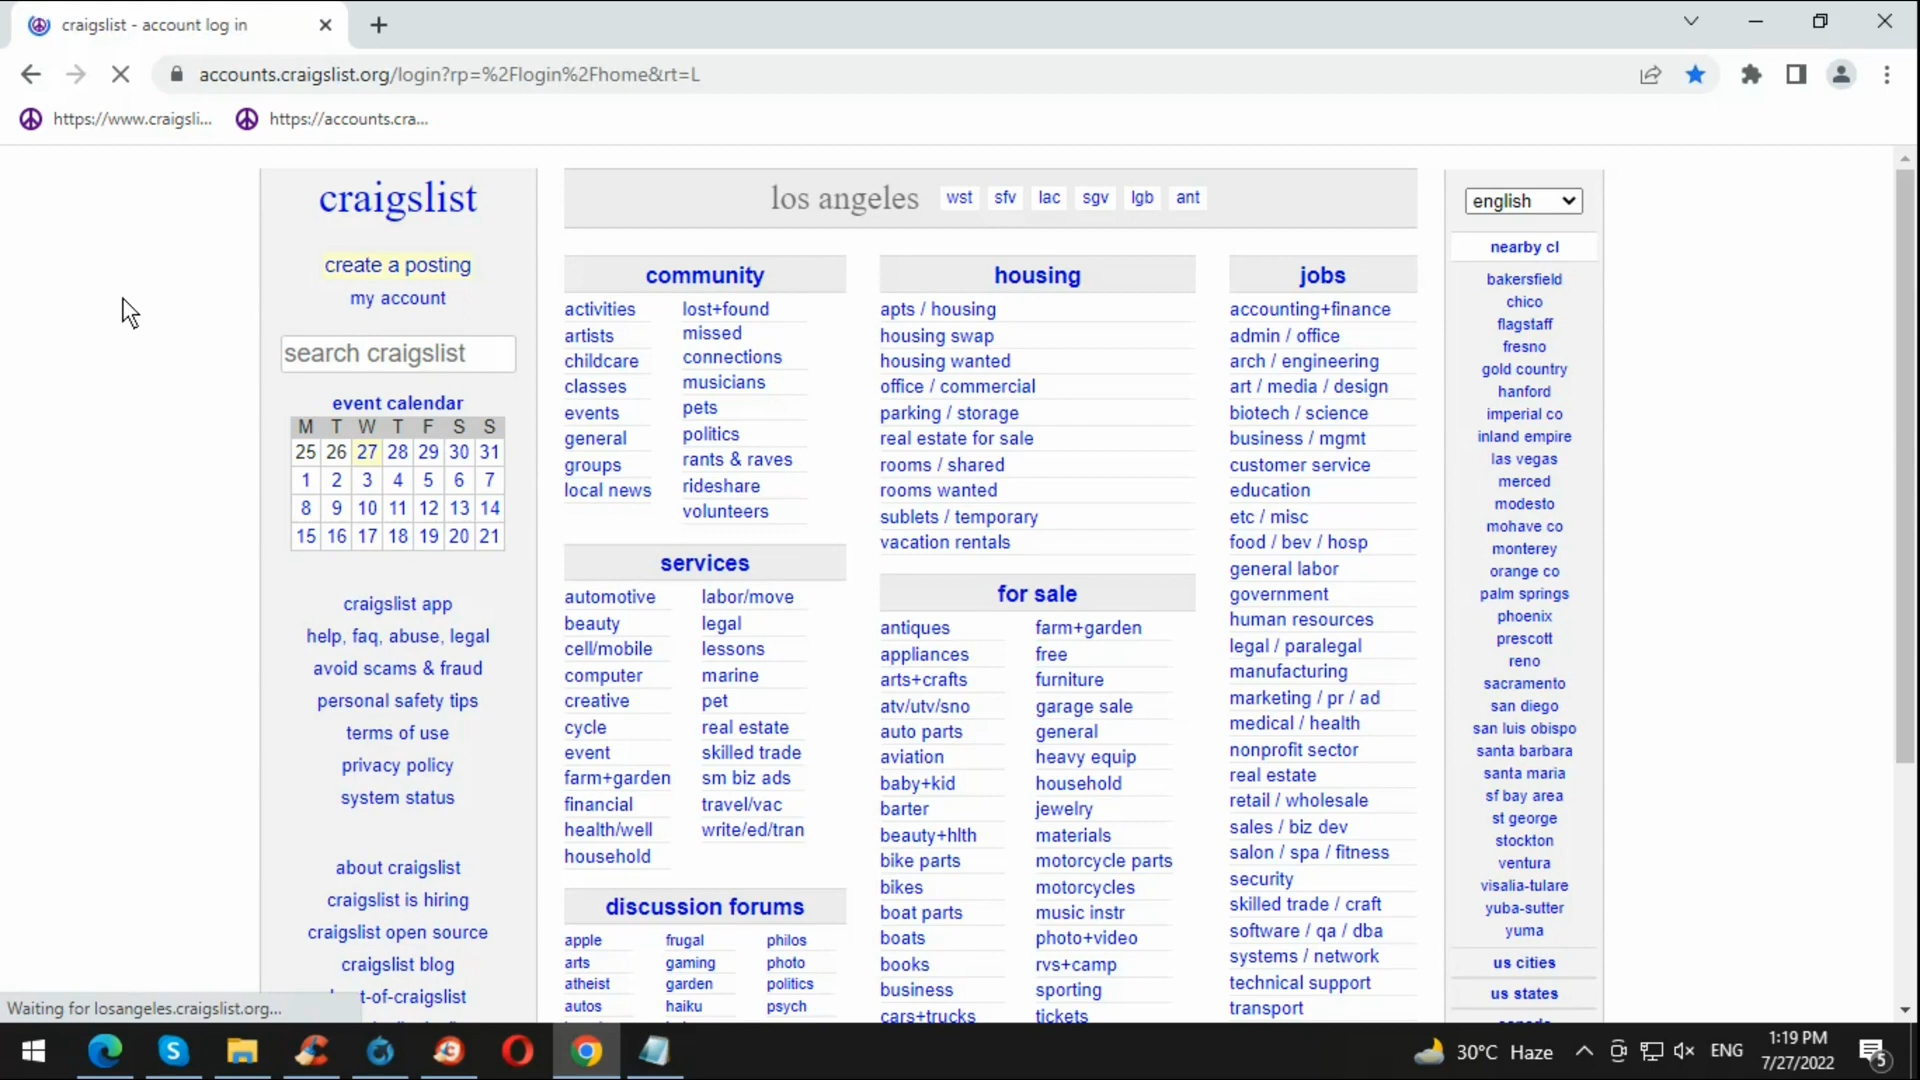 craigslist - account log in
accounts.craigslist.org/login?rp=%2Flogin%2Fhome&rt=L
https://www.craigsli... https://accounts.cra...
craigslist
create a posting
my account
search craigslist
event calendar
M T W T F S S
25 26 27 28 29 30 31
1 2 3 4 5 6 7
8 9 10 11 12 13 14
15 16 17 18 19 20 21
craigslist app
help, faq, abuse, legal
avoid scams & fraud
personal safety tips
terms of use
privacy policy
system status
about craigslist
craigslist is hiring
craigslist open source
craigslist blog
t-of-craigslist
los angeles wst sfv lac sgv lgb ant
community
activities
artists
childcare
classes
events
general
groups
local news
lost+found
missed
connections
musicians
pets
politics
rants & raves
rideshare
volunteers
services
automotive
beauty
cell/mobile
computer
creative
cycle
event
farm+garden
financial
health/well
household
labor/move
legal
lessons
marine
pet
real estate
skilled trade
sm biz ads
travel/vac
write/ed/tran
discussion forums
apple
arts
atheist
autos
frugal
gaming
garden
haiku
philos
photo
politics
psych
housing
apts / housing
housing swap
housing wanted
office / commercial
parking / storage
real estate for sale
rooms / shared
rooms wanted
sublets / temporary
vacation rentals
for sale
antiques
appliances
arts+crafts
atv/utv/sno
auto parts
aviation
baby+kid
barter
beauty+hlth
bike parts
bikes
boat parts
boats
books
business
cars+trucks
farm+garden
free
furniture
garage sale
general
heavy equip
household
jewelry
materials
motorcycle parts
motorcycles
music instr
photo+video
rvs+camp
sporting
tickets
jobs
accounting+finance
admin / office
arch / engineering
art / media / design
biotech / science
business / mgmt
customer service
education
etc / misc
food / bev / hosp
general labor
government
human resources
legal / paralegal
manufacturing
marketing / pr / ad
medical / health
nonprofit sector
real estate
retail / wholesale
sales / biz dev
salon / spa / fitness
security
skilled trade / craft
software / qa / dba
systems / network
technical support
transport
english
nearby cl
bakersfield
chico
flagstaff
fresno
gold country
hanford
imperial co
inland empire
las vegas
merced
modesto
mohave co
monterey
orange co
palm springs
phoenix
prescott
reno
sacramento
san diego
san luis obispo
santa barbara
santa maria
sf bay area
st george
stockton
ventura
visalia-tulare
yuba-sutter
yuma
us cities
us states
Waiting for losangeles.craigslist.org...
30°C Haze ENG
1:19 PM
7/27/2022
5